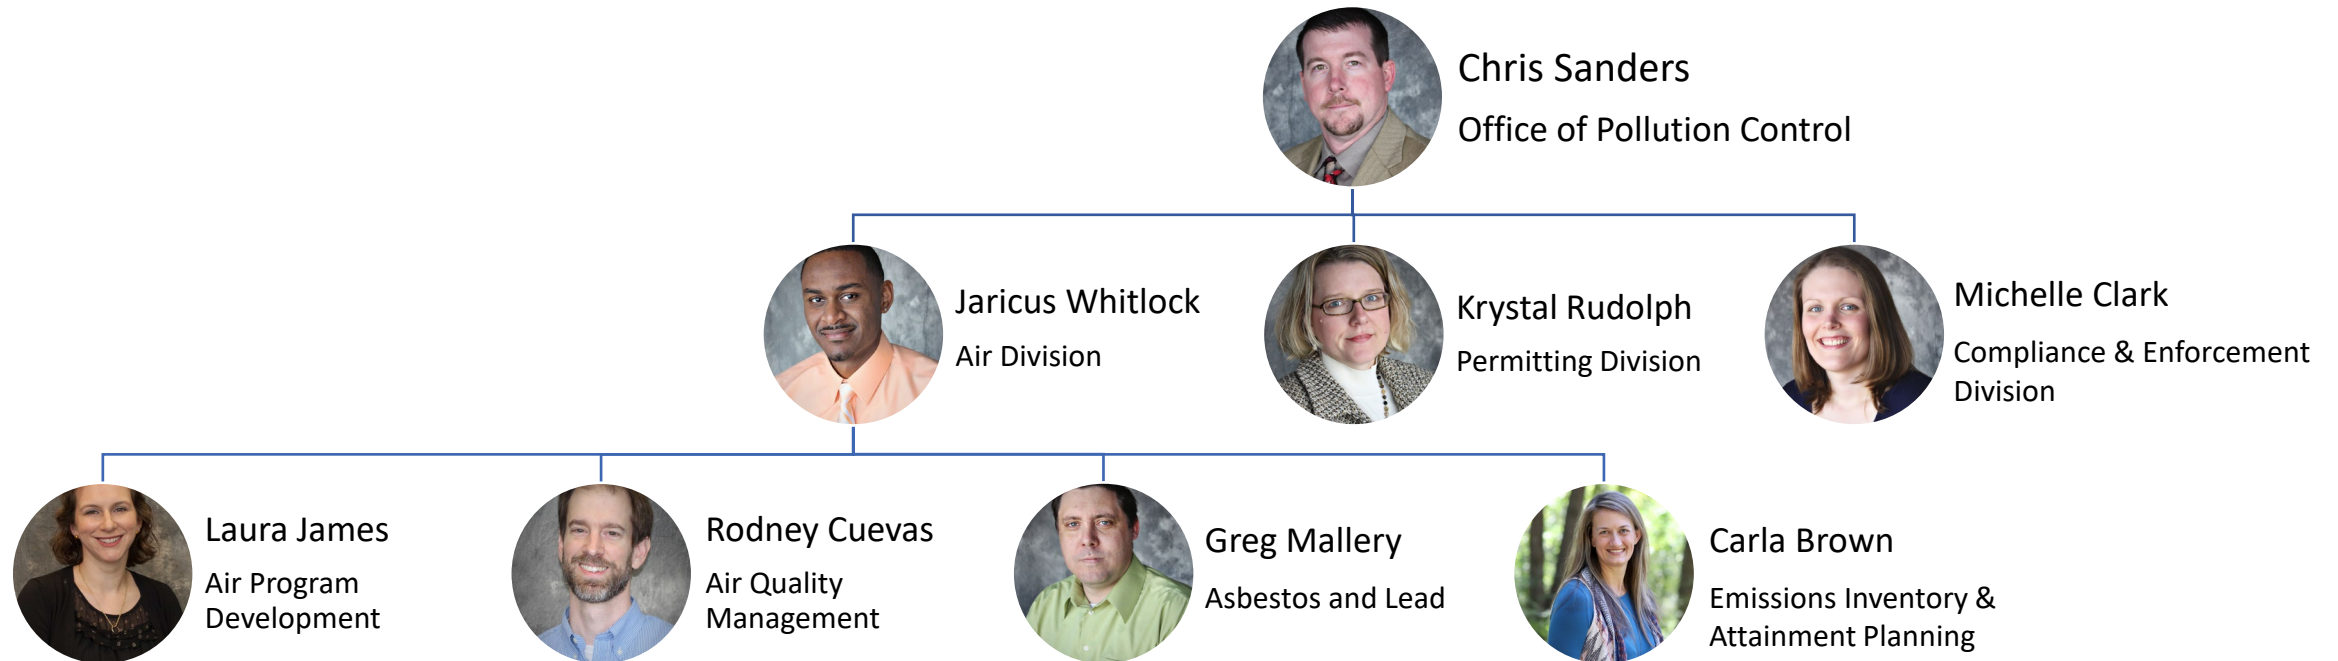 Chris Sanders
Office of Pollution Control
Jaricus Whitlock
Air Division
Krystal Rudolph
Permitting Division
Michelle Clark
Compliance & Enforcement
Division
Laura James
Air Program
Development
Rodney Cuevas
Air Quality
Management
Greg Mallery
Asbestos and Lead
Carla Brown
Emissions Inventory &
Attainment Planning